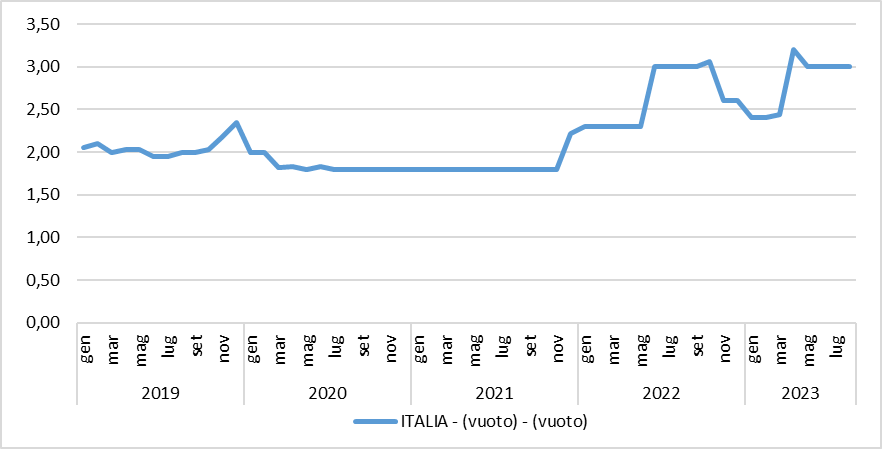 3,50
3,00
2,50
2,00
1,50
1,00
0,50
0,00
gen mar mag lug set nov gen mar mag lug set nov gen mar mag lug set nov gen mar mag lug set nov gen mar mag lug
2019 2020 2021 2022 2023
ITALIA - (vuoto) - (vuoto)